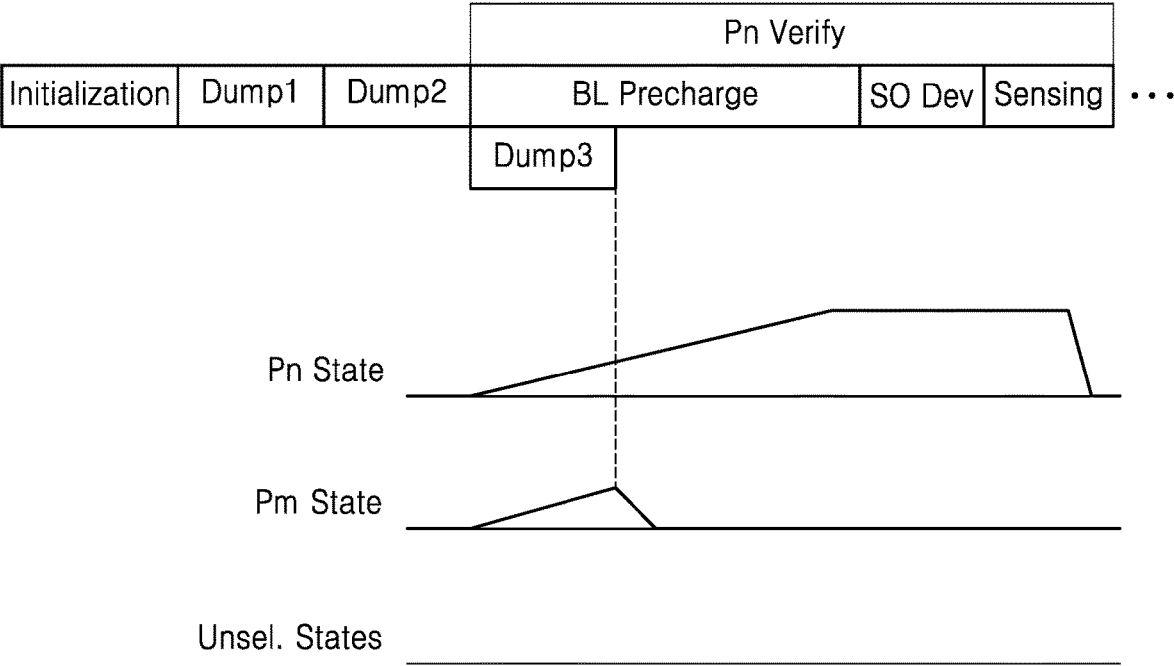 Pn Verify
Initialization Dump1 Dump2 BL Precharge SO Dev Sensing ...
Dump3
Pn State
Pm State
Unsel. States